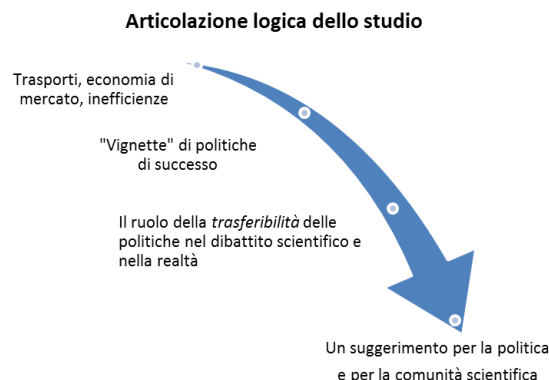 Articolazione logica dello studio
Trasporti, economia di
mercato, inefficienze
"Vignette" di politiche
di successo
Il ruolo della trasferibilità delle
politiche nel dibattito scientifico e
nella realtà
Un suggerimento per la politica
e per la comunità scientifica